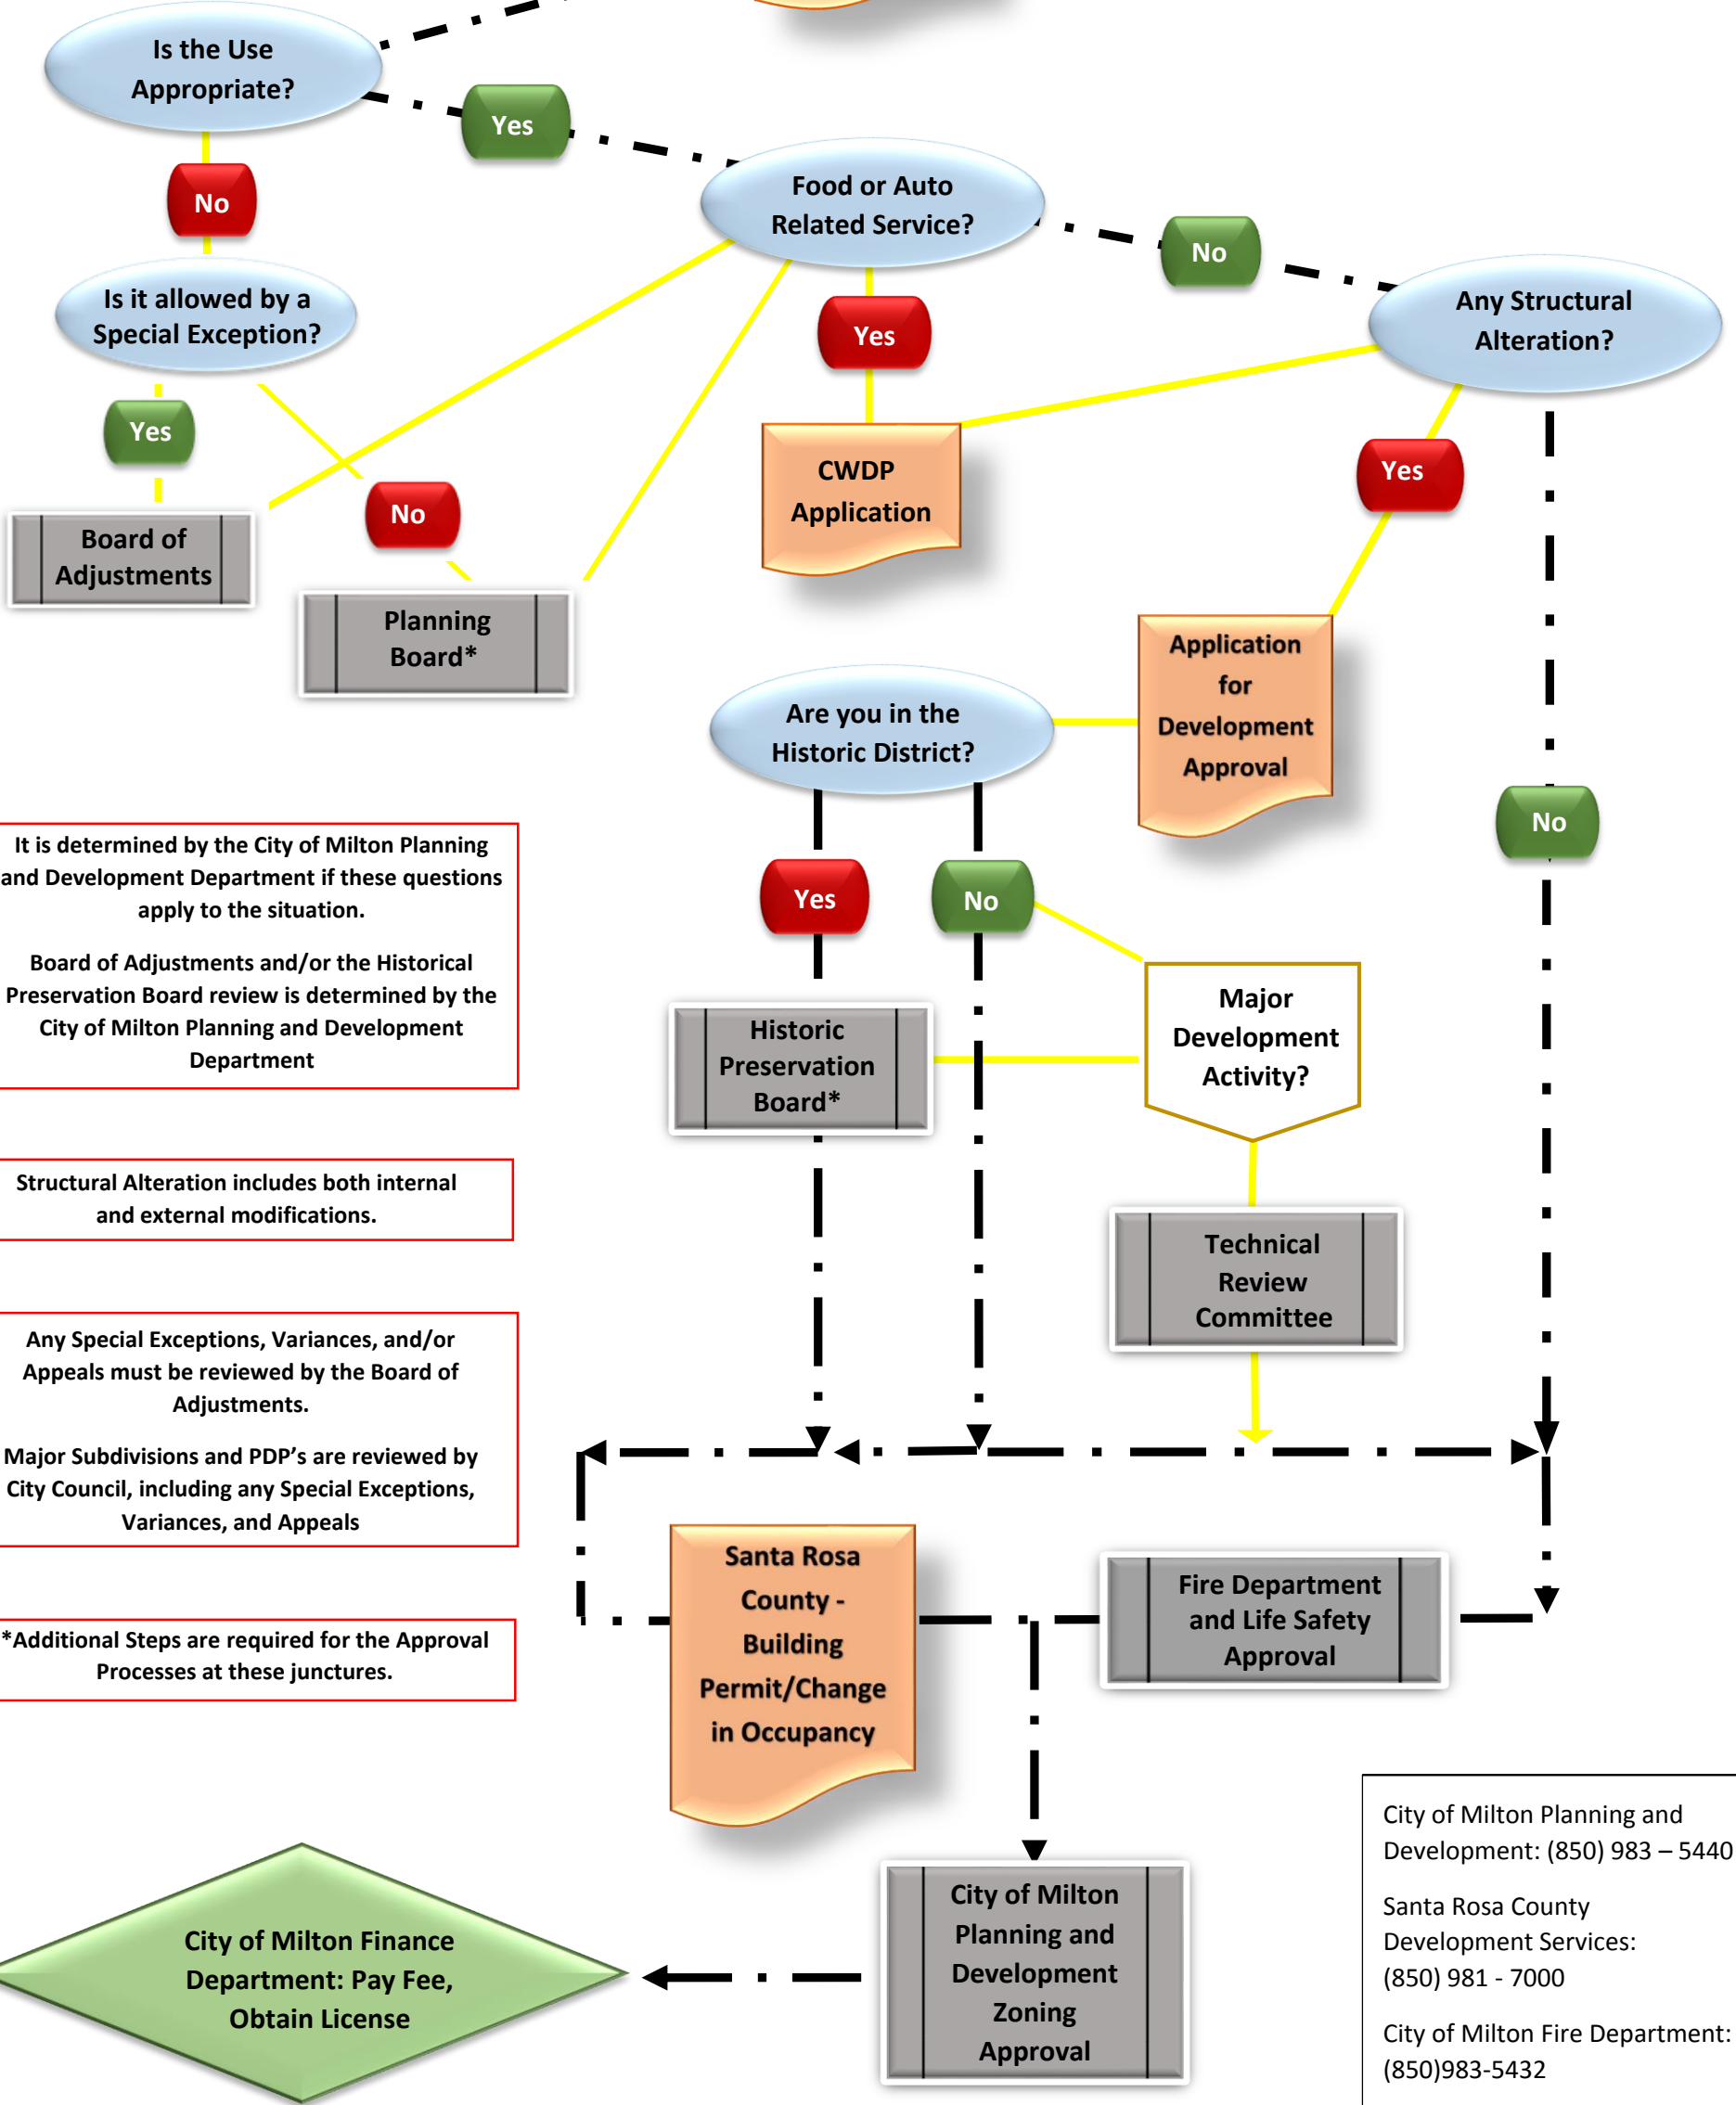 Is the Use
Appropriate?
Yes
No
Food or Auto
Related Service?
No
Is it allowed by a
Special Exception?
Yes
Any Structural
Alteration?
Yes
No
CWDP
Application
Yes
Board of
Adjustments
Planning
Board*
Application
for
Development
Approval
Are you in the
Historic District?
No
It is determined by the City of Milton Planning
and Development Department if these questions
apply to the situation.
Board of Adjustments and/or the Historical
Preservation Board review is determined by the
City of Milton Planning and Development
Department
Yes
No
Major
Development
Activity?
Historic
Preservation
Board*
Structural Alteration includes both internal
and external modifications.
Technical
Review
Committee
Any Special Exceptions, Variances, and/or
Appeals must be reviewed by the Board of
Adjustments.
Major Subdivisions and PDP’s are reviewed by
City Council, including any Special Exceptions,
Variances, and Appeals
Santa Rosa
County -
Building
Permit/Change
in Occupancy
Fire Department
and Life Safety
Approval
*Additional Steps are required for the Approval
Processes at these junctures.
City of Milton Planning and
Development: (850) 983 – 5440
Santa Rosa County
Development Services:
(850) 981 - 7000
City of Milton Fire Department:
(850)983-5432
City of Milton
Planning and
Development
Zoning
Approval
City of Milton Finance
Department: Pay Fee,
Obtain License